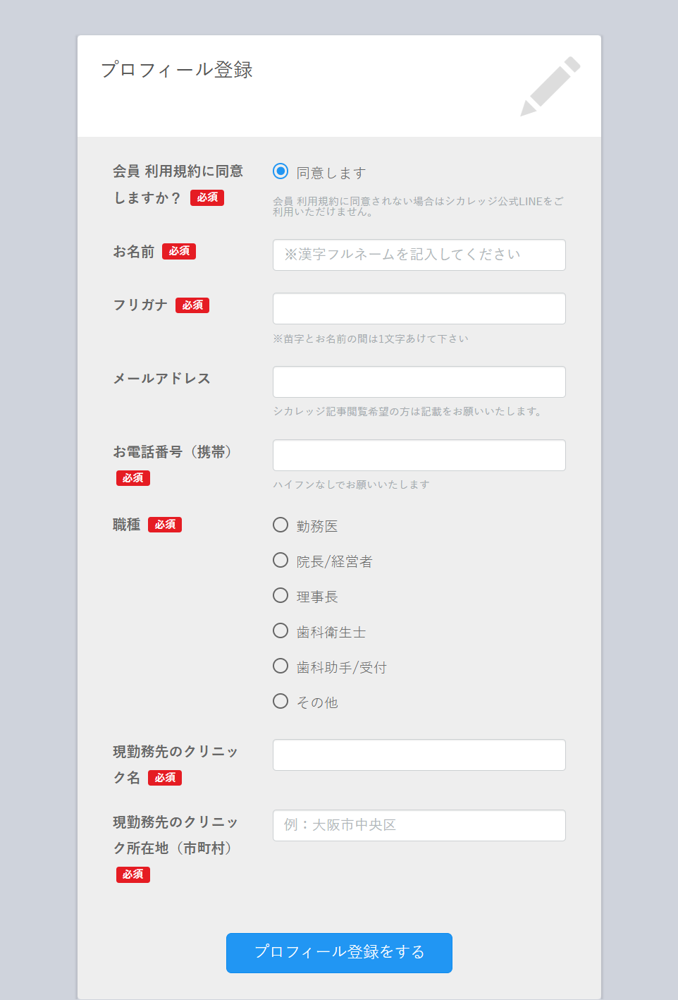 プロフィール登録
会員 利用規約に同意
しますか？ 必須
同意します
会員 利用規約に同意されない場合はシカレッジ公式LINEをご
利用いただけません。
お名前 必須
※漢字フルネームを記入してください
フリガナ 必須
※苗字とお名前の間は1文字あけて下さい
メールアドレス
シカレッジ記事閲覧希望の方は記載をお願いいたします。
お電話番号（携帯）
必須
ハイフンなしでお願いいたします
職種 必須
勤務医
院長/経営者
理事長
歯科衛生士
歯科助手/受付
その他
現勤務先のクリニッ
ク名 必須
現勤務先のクリニッ
ク所在地（市町村）
必須
例：大阪市中央区
プロフィール登録をする